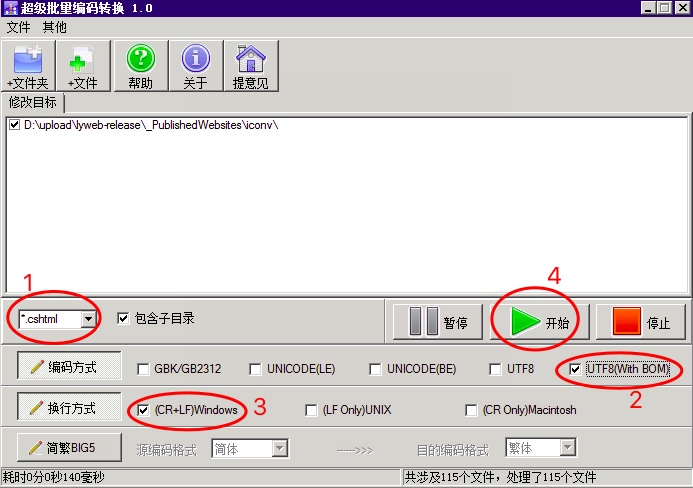 超级批量编码转换 1.0
文件 其他
+文件夹 +文件 帮助 关于 提意见
修改目标
D:\upload\lyweb-release\_PublishedWebsites\iconv\
1 4
*.cshtml 包含子目录 暂停 开始 停止
编码方式 GBK/GB2312 UNICODE(LE) UNICODE(BE) UTF8 UTF8(With BOM)
2
换行方式 (CR+LF)Windows 3 (LF Only)UNIX (CR Only)Macintosh
简繁BIG5 源编码格式 简体 ---->>> 目的编码格式 繁体
耗时0分0秒140毫秒 共涉及115个文件，处理了115个文件